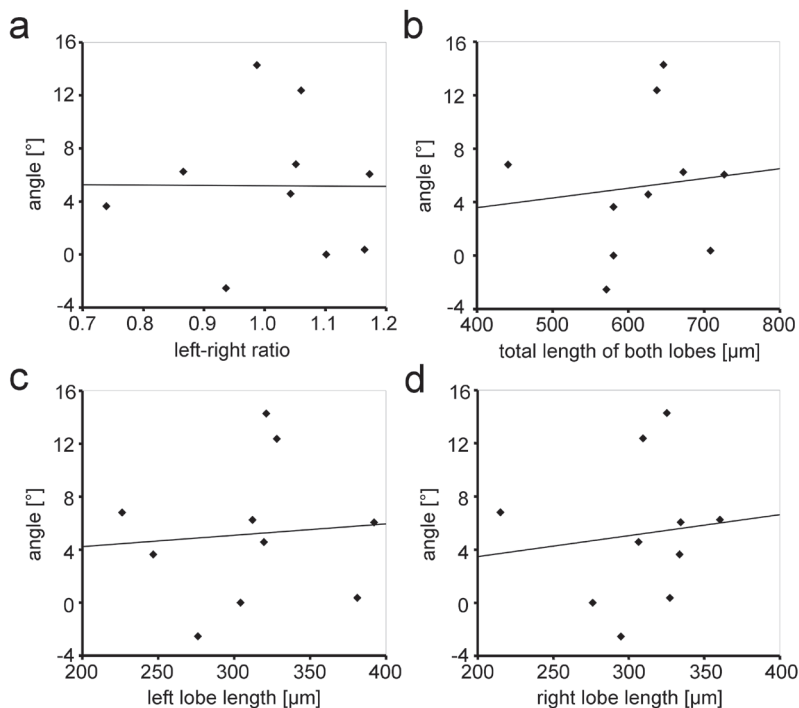 a
16
12
8
4
0
-4
angle [°]
0.7 0.8 0.9 1.0 1.1 1.2
left-right ratio
b
16
12
8
4
0
-4
angle [°]
400 500 600 700 800
total length of both lobes [µm]
c
16
12
8
4
0
-4
angle [°]
200 250 300 350 400
left lobe length [µm]
d
16
12
8
4
0
-4
angle [°]
200 250 300 350 400
right lobe length [µm]